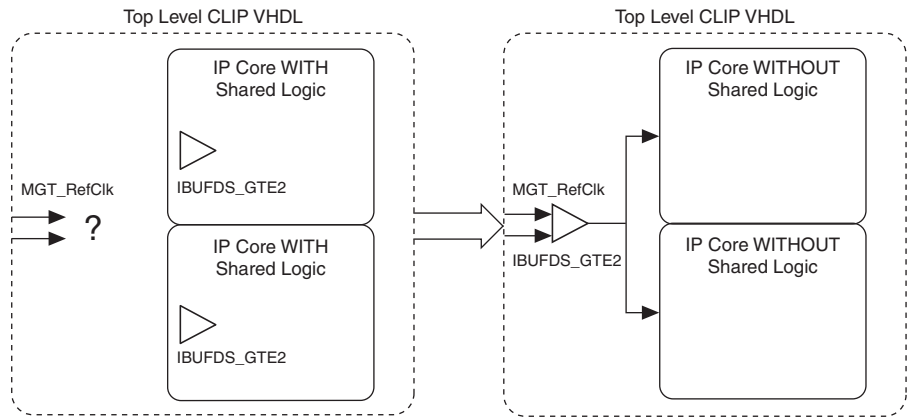 Top Level CLIP VHDL
IP Core WITH
Shared Logic
IBUFDS_GTE2
MGT_RefClk
?
IP Core WITH
Shared Logic
IBUFDS_GTE2
Top Level CLIP VHDL
IP Core WITHOUT
Shared Logic
MGT_RefClk
IBUFDS_GTE2
IP Core WITHOUT
Shared Logic